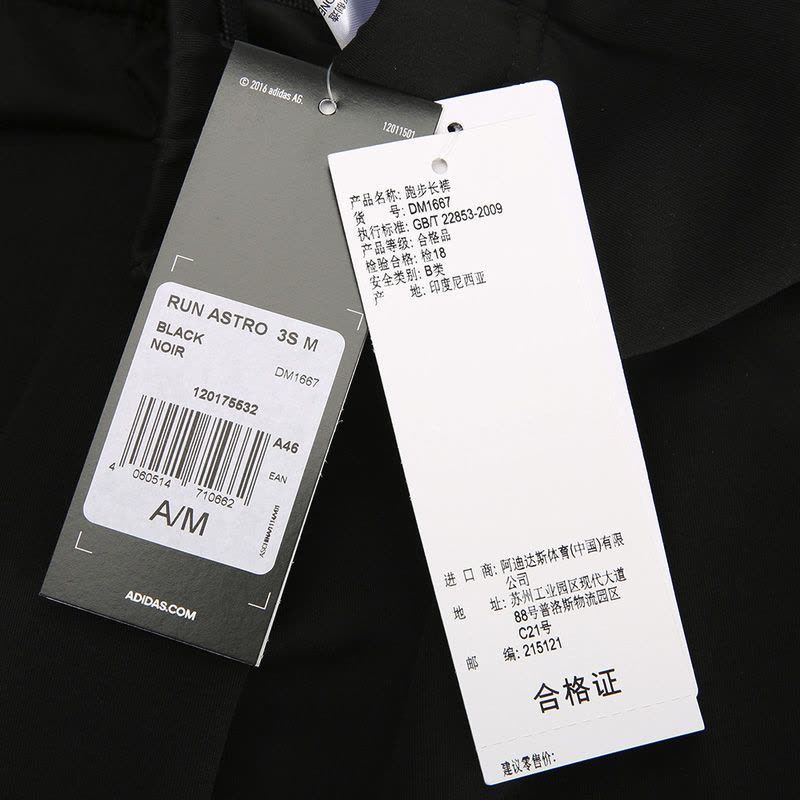 © 2016 adidas AG.
12011501
RUN ASTRO 3S M
BLACK
NOIR
DM1667
120175532
A46
4 060514 710662
EAN
A/M
ADIDAS.COM
产品名称: 跑步长裤
货 号: DM1667
执行标准: GB/T 22853-2009
产品等级: 合格品
检验合格: 检18
安全类别: B类
产 地: 印度尼西亚
进 口 商: 阿迪达斯体育(中国)有限
公司
地 址: 苏州工业园区现代大道
88号普洛斯物流园区
C21号
邮 编: 215121
合格证
建议零售价: